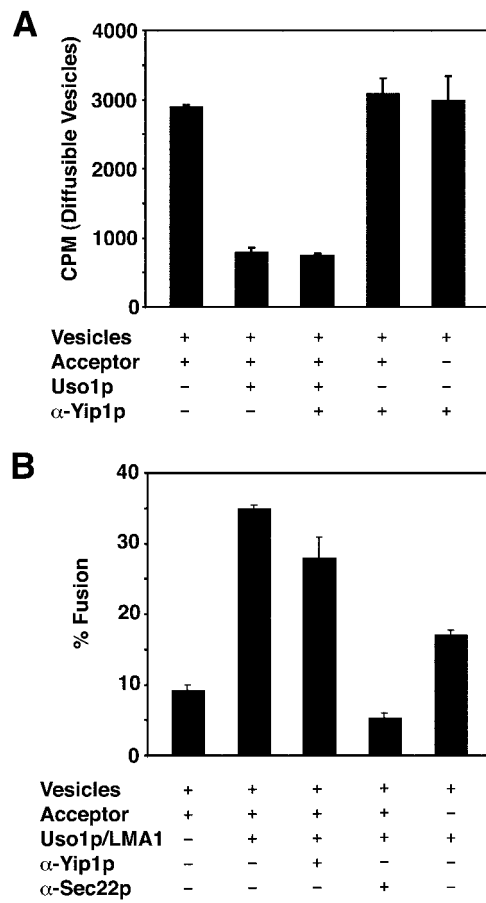 A
CPM (Diffusible Vesicles)
4000
3000
2000
1000
0
Vesicles + + + + +
Acceptor + + + + −
Uso1p − + + − −
α-Yip1p − − + + +
B
% Fusion
40
30
20
10
0
Vesicles + + + + +
Acceptor + + + + −
Uso1p/LMA1 − + + + +
α-Yip1p − − + − −
α-Sec22p − − − + −